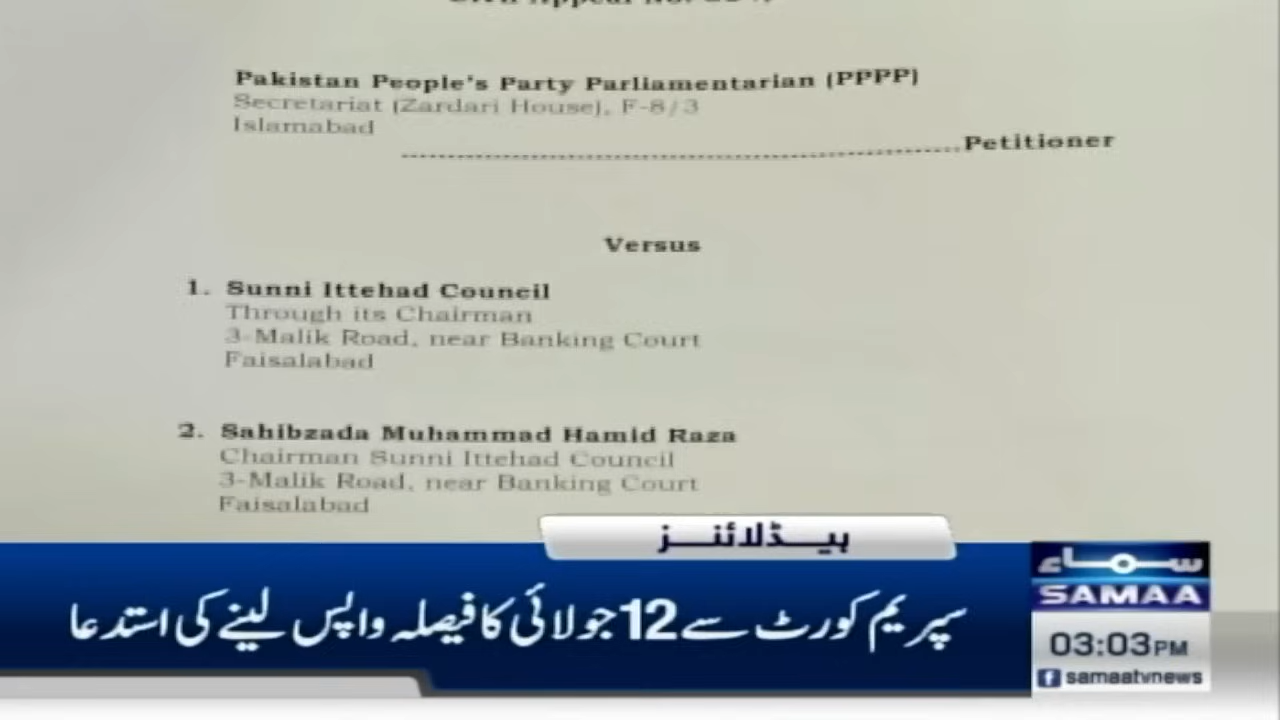 Pakistan People's Party Parliamentarian (PPPP)
Secretariat (Zardari House), F-8/3
Islamabad
Petitioner
Versus
1. Sunni Ittehad Council
Through its Chairman
3-Malik Road, near Banking Court
Faisalabad
2. Sahibzada Muhammad Hamid Raza
Chairman Sunni Ittehad Council
3-Malik Road, near Banking Court
Faisalabad
ہیڈلائنز
سپریم کورٹ سے 12 جولائی کا فیصلہ واپس لینے کی استدعا
سماء
SAMAA
03:03 PM
samaatvnews